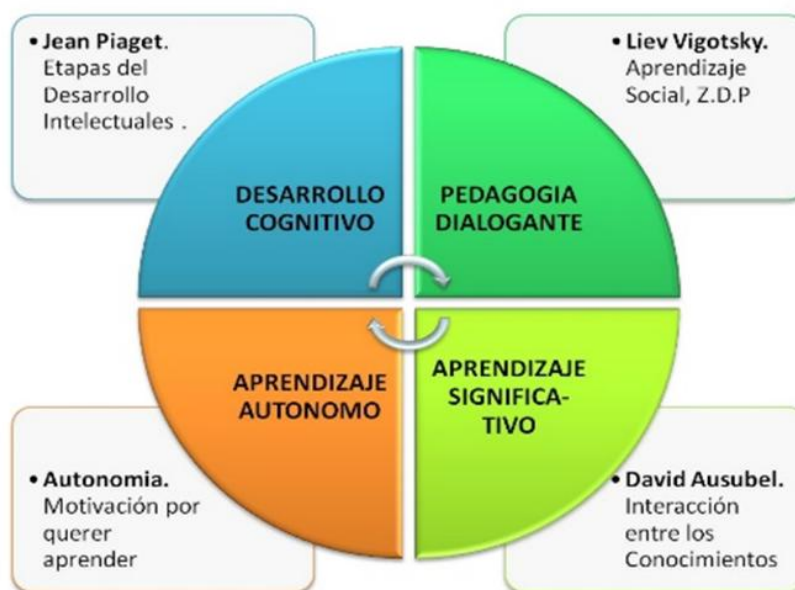 • Jean Piaget.
Etapas del
Desarrollo
Intelectuales .
• Liev Vigotsky.
Aprendizaje
Social, Z.D.P
DESARROLLO
COGNITIVO
PEDAGOGIA
DIALOGANTE
APRENDIZAJE
AUTONOMO
APRENDIZAJE
SIGNIFICA-
TIVO
• Autonomia.
Motivación por
querer
aprender
• David Ausubel.
Interacción
entre los
Conocimientos